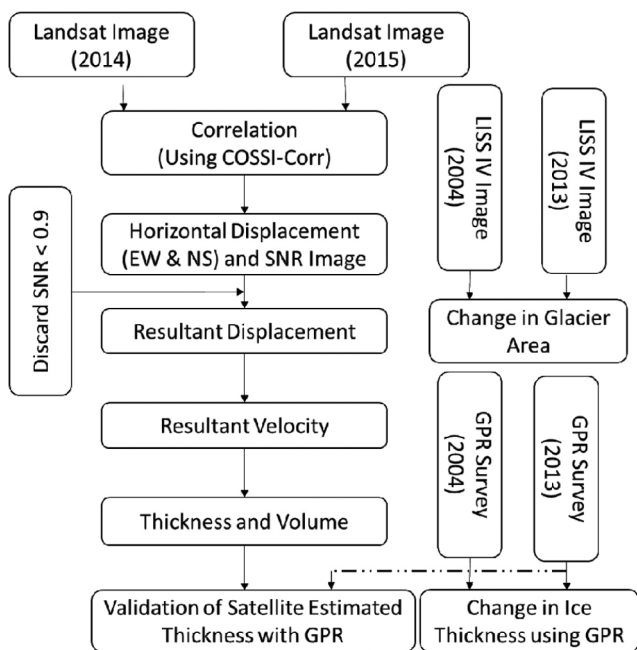 Landsat Image
(2014)
Landsat Image
(2015)
Correlation
(Using COSSI-Corr)
Horizontal Displacement
(EW & NS) and SNR Image
Discard SNR < 0.9
Resultant Displacement
Resultant Velocity
Thickness and Volume
Validation of Satellite Estimated
Thickness with GPR
LISS IV Image
(2004)
LISS IV Image
(2013)
Change in Glacier
Area
GPR Survey
(2004)
GPR Survey
(2013)
Change in Ice
Thickness using GPR